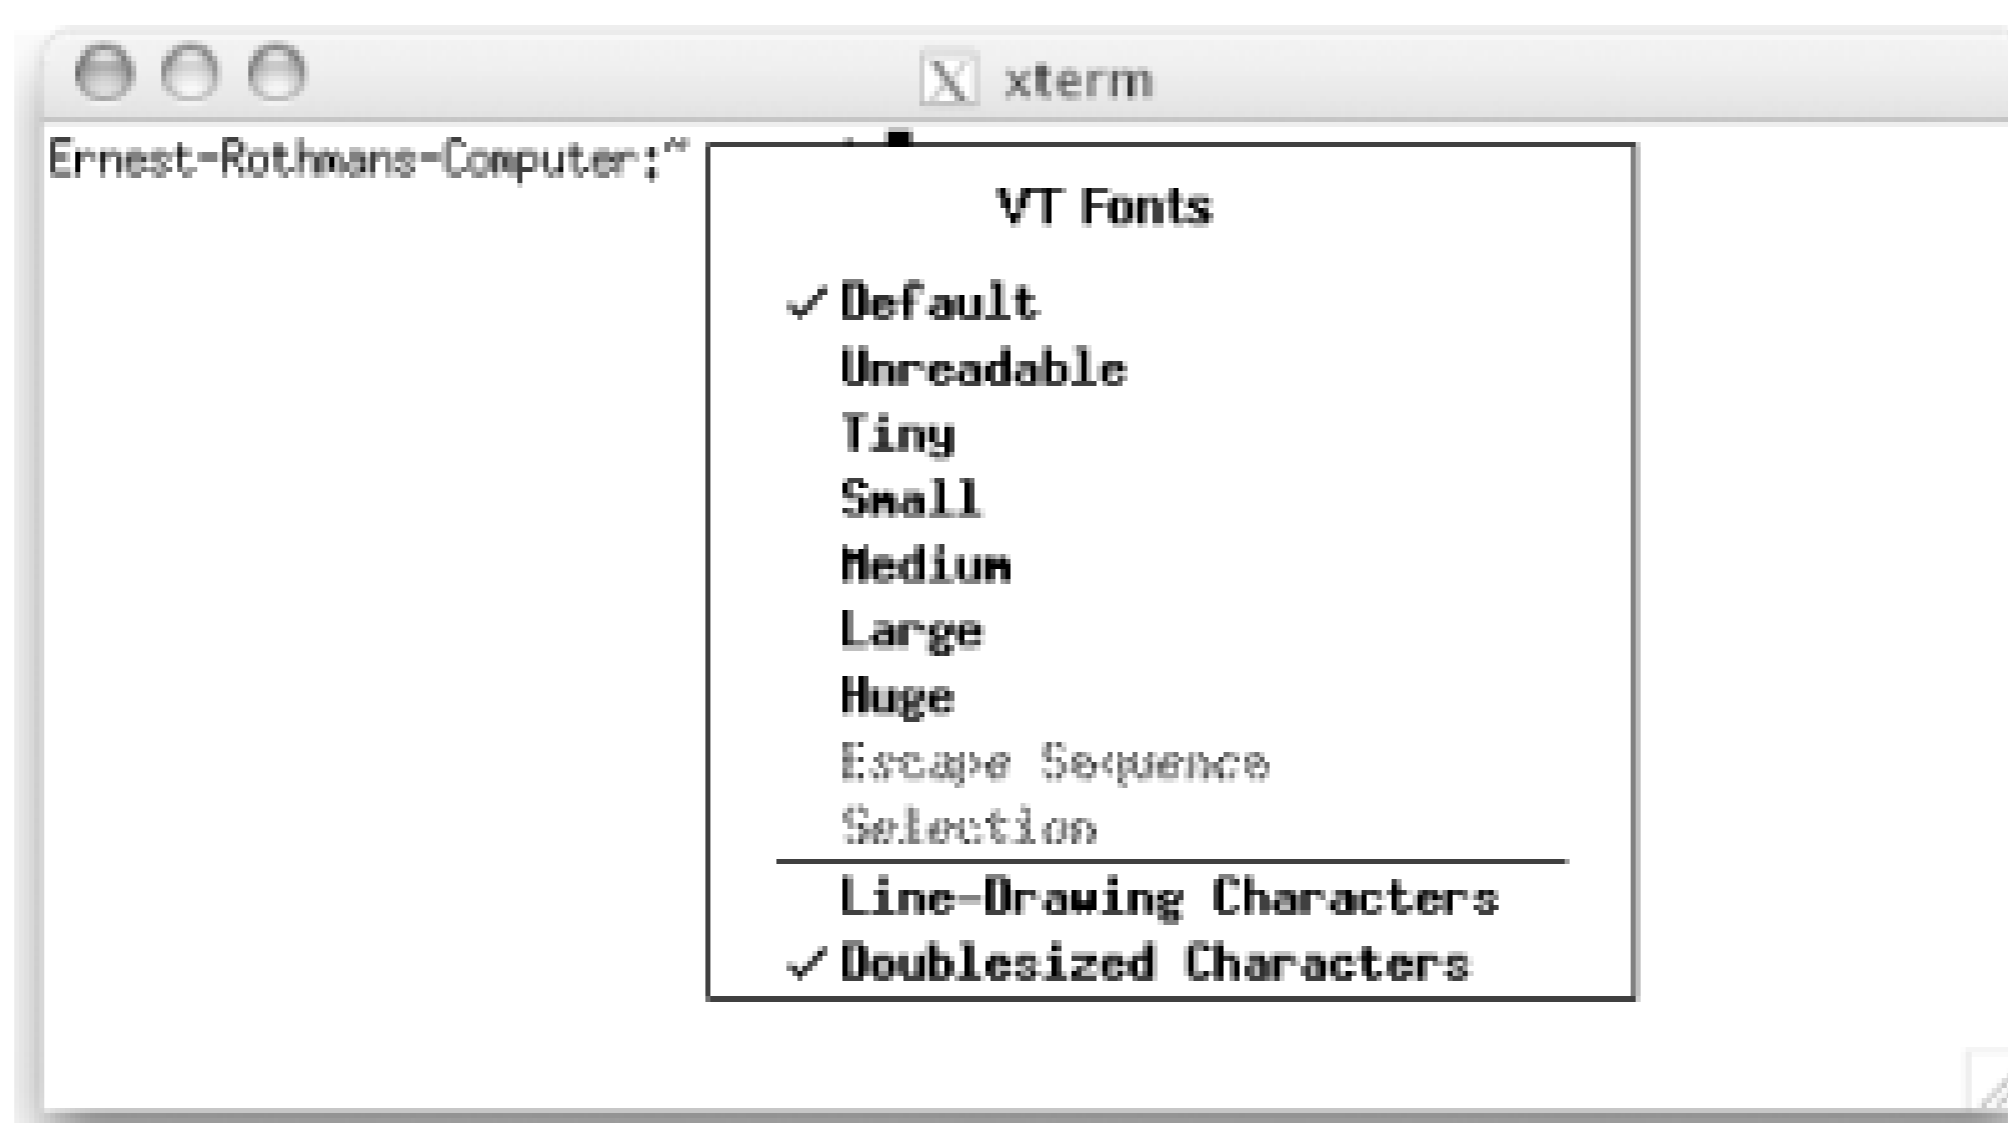 X xterm
Ernest-Rothmans-Computer:~
VT Fonts
✓ Default
Unreadable
Tiny
Small
Medium
Large
Huge
Escape Sequence
Selection
Line-Drawing Characters
✓ Doublesized Characters